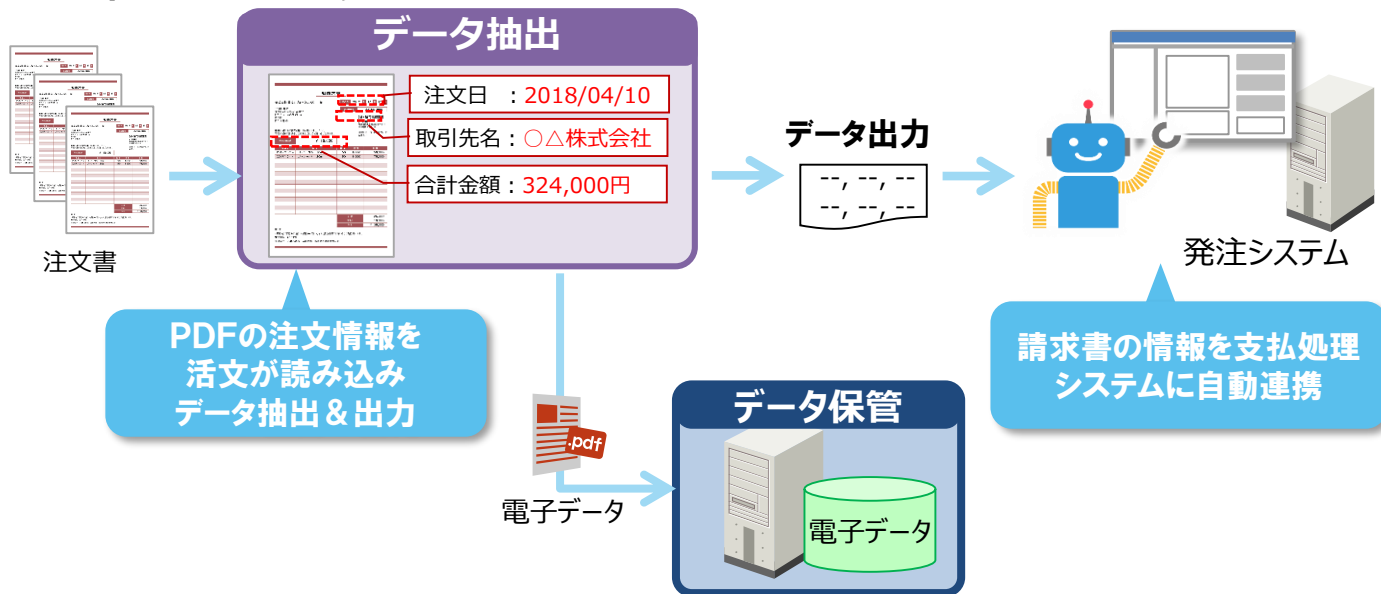 データ抽出
注文日 : 2018/04/10
取引先名:○△株式会社
合計金額:324,000円
注文書
データ出力
--, --, --
--, --, --
発注システム
PDFの注文情報を
活文が読み込み
データ抽出&出力
請求書の情報を支払処理
システムに自動連携
.pdf
電子データ
データ保管
電子データ